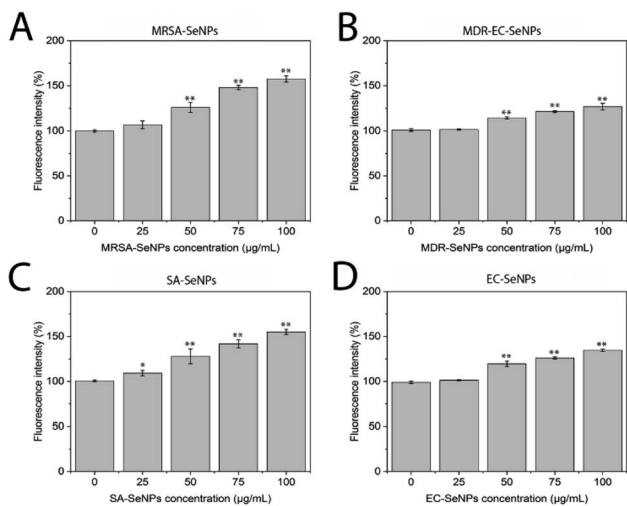 A
MRSA-SeNPs
Fluorescence intensity (%)
200
150
100
50
0
**
**
**
0 25 50 75 100
MRSA-SeNPs concentration (µg/mL)
B
MDR-EC-SeNPs
Fluorescence intensity (%)
200
150
100
50
0
**
**
**
0 25 50 75 100
MDR-SeNPs concentration (µg/mL)
C
SA-SeNPs
Fluorescence intensity (%)
200
150
100
50
0
*
**
**
**
0 25 50 75 100
SA-SeNPs concentration (µg/mL)
D
EC-SeNPs
Fluorescence intensity (%)
200
150
100
50
0
**
**
**
0 25 50 75 100
EC-SeNPs concentration (µg/mL)